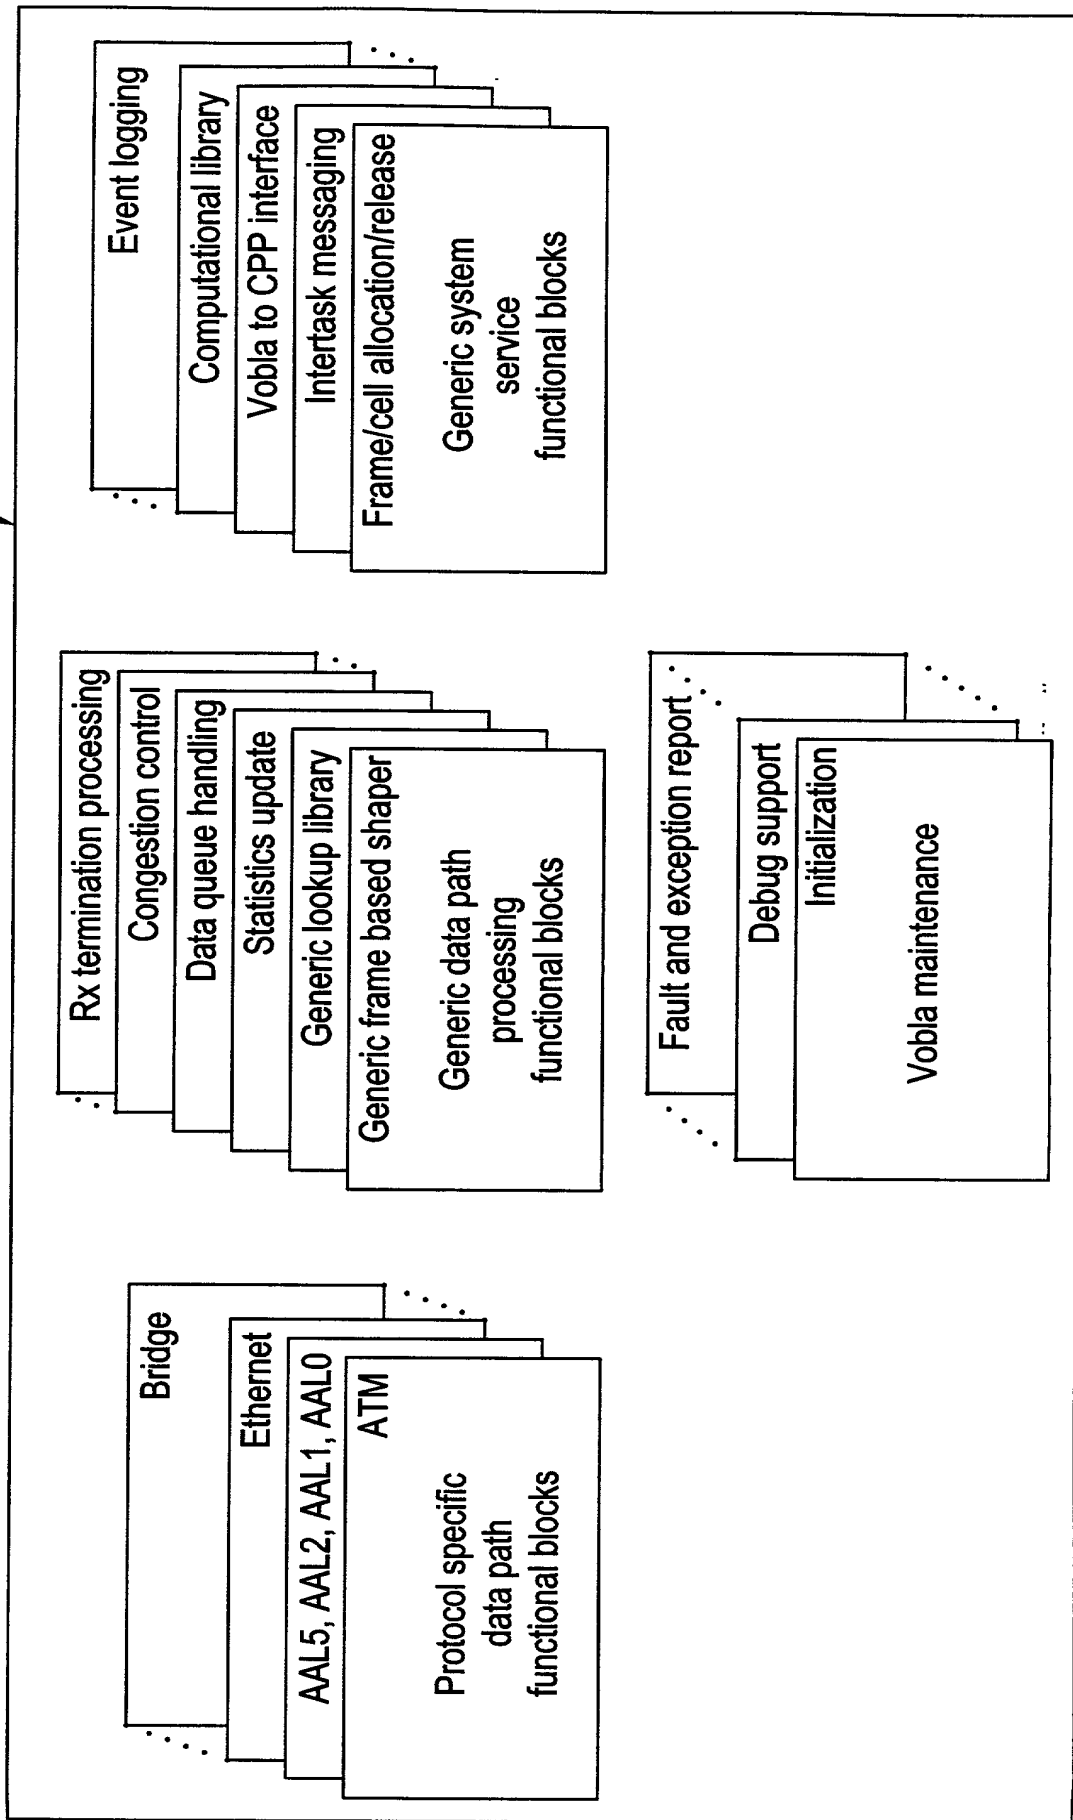 Bridge
Ethernet
AAL5, AAL2, AAL1, AAL0
ATM
Protocol specific
data path
functional blocks
Rx termination processing
Congestion control
Data queue handling
Statistics update
Generic lookup library
Generic frame based shaper
Generic data path
processing
functional blocks
Event logging
Computational library
Vobla to CPP interface
Intertask messaging
Frame/cell allocation/release
Generic system
service
functional blocks
Fault and exception report
Debug support
Initialization
Vobla maintenance